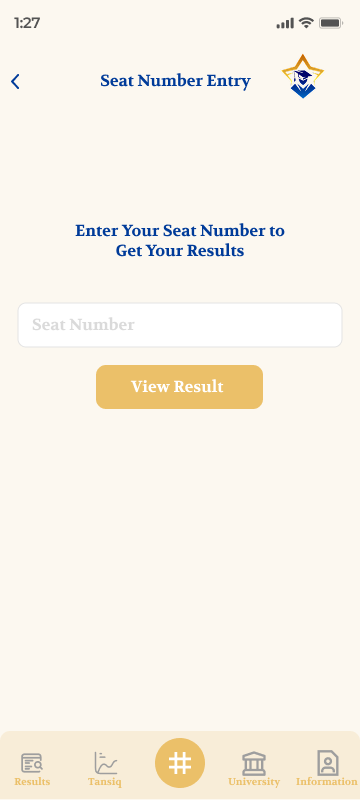 1:27
Seat Number Entry
Enter Your Seat Number to
Get Your Results
Seat Number
View Result
Results
Tansiq
#
University
Information